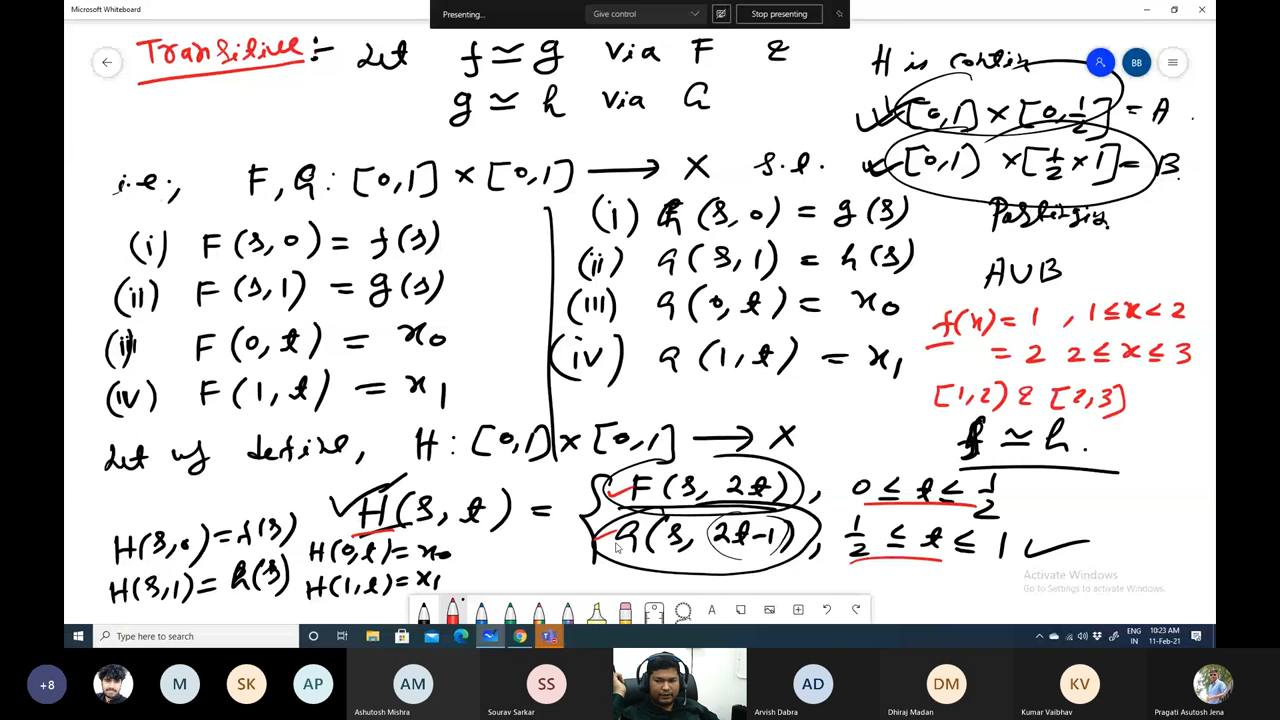 Microsoft Whiteboard
Presenting...
Give control
Stop presenting
Transitive :- Let f ≃ g via F &
g ≃ h via G
i.e., F, G : [0,1] × [0,1] ⟶ X s.t.
(i) F(s,0) = f(s)
(ii) F(s,1) = g(s)
(iii) F(0,t) = x0
(iv) F(1,t) = x1
(i) G(s,0) = g(s)
(ii) G(s,1) = h(s)
(iii) G(0,t) = x0
(iv) G(1,t) = x1
H is contin
[0,1] × [0,1/2] = A
[0,1) × [1/2 × 1] = B
AUB
f(x) = 1 , 1 ≤ x < 2
= 2 2 ≤ x ≤ 3
[1,2) & [2,3]
f ≃ h.
Let us define, H : [0,1] × [0,1] ⟶ X
H(s,t) = { F(s, 2t) , 0 ≤ t ≤ 1/2
G(s, 2t-1) , 1/2 ≤ t ≤ 1
H(s,0) = f(s) H(0,t) = x0
H(s,1) = h(s) H(1,t) = x1
Activate Windows
Go to Settings to activate Windows.
BB
Type here to search
ENG
IN
10:23 AM
11-Feb-21
+8
M
SK
AP
AM
SS
AD
DM
KV
Ashutosh Mishra
Sourav Sarkar
Arvish Dabra
Dhiraj Madan
Kumar Vaibhav
Pragati Asutosh Jena